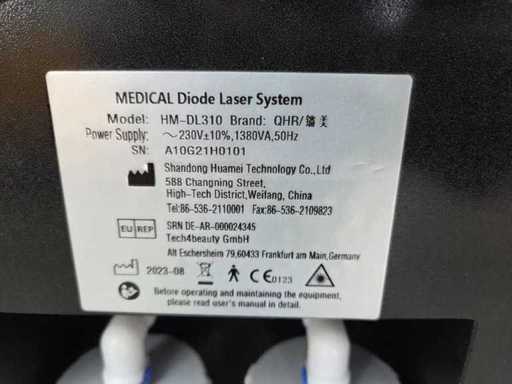 MEDICAL Diode Laser System
Model: HM-DL310 Brand: QHR/镭美
Power Supply: ～230V±10%,1380VA,50Hz
SN: A10G21H0101
Shandong Huamei Technology Co.,Ltd
588 Changning Street,
High-Tech District,Weifang, China
Tel:86-536-2110001 Fax:86-536-2109823
EU REP
SRN DE-AR-000024345
Tech4beauty GmbH
Alt Eschersheim 79,60433 Frankfurt am Main,Germany
2023-08 CE0123
Before operating and maintaining the equipment,
please read user's manual in detail.